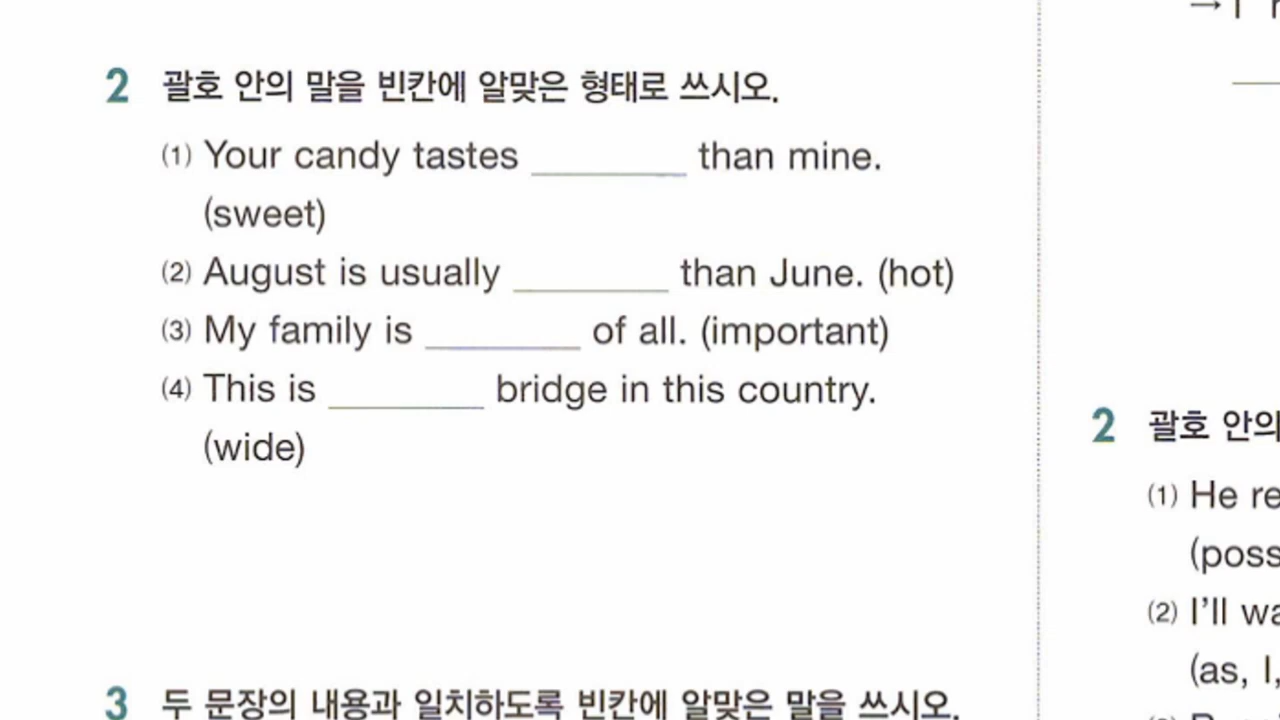 2 괄호 안의 말을 빈칸에 알맞은 형태로 쓰시오.
(1) Your candy tastes ________ than mine.
(sweet)
(2) August is usually ________ than June. (hot)
(3) My family is ________ of all. (important)
(4) This is ________ bridge in this country.
(wide)
3 두 문장의 내용과 일치하도록 빈칸에 알맞은 말을 쓰시오.
2 괄호 안의
(1) He
(2) I'll
(as, I,